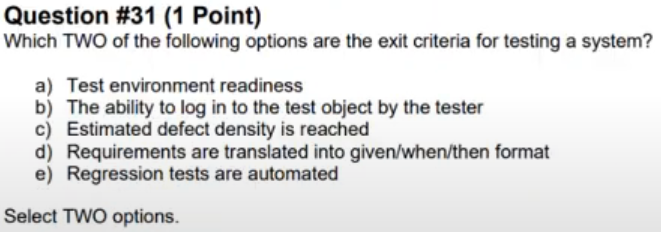 Question #31 (1 Point)
Which TWO of the following options are the exit criteria for testing a system?
a) Test environment readiness
b) The ability to log in to the test object by the tester
c) Estimated defect density is reached
d) Requirements are translated into given/when/then format
e) Regression tests are automated
Select TWO options.